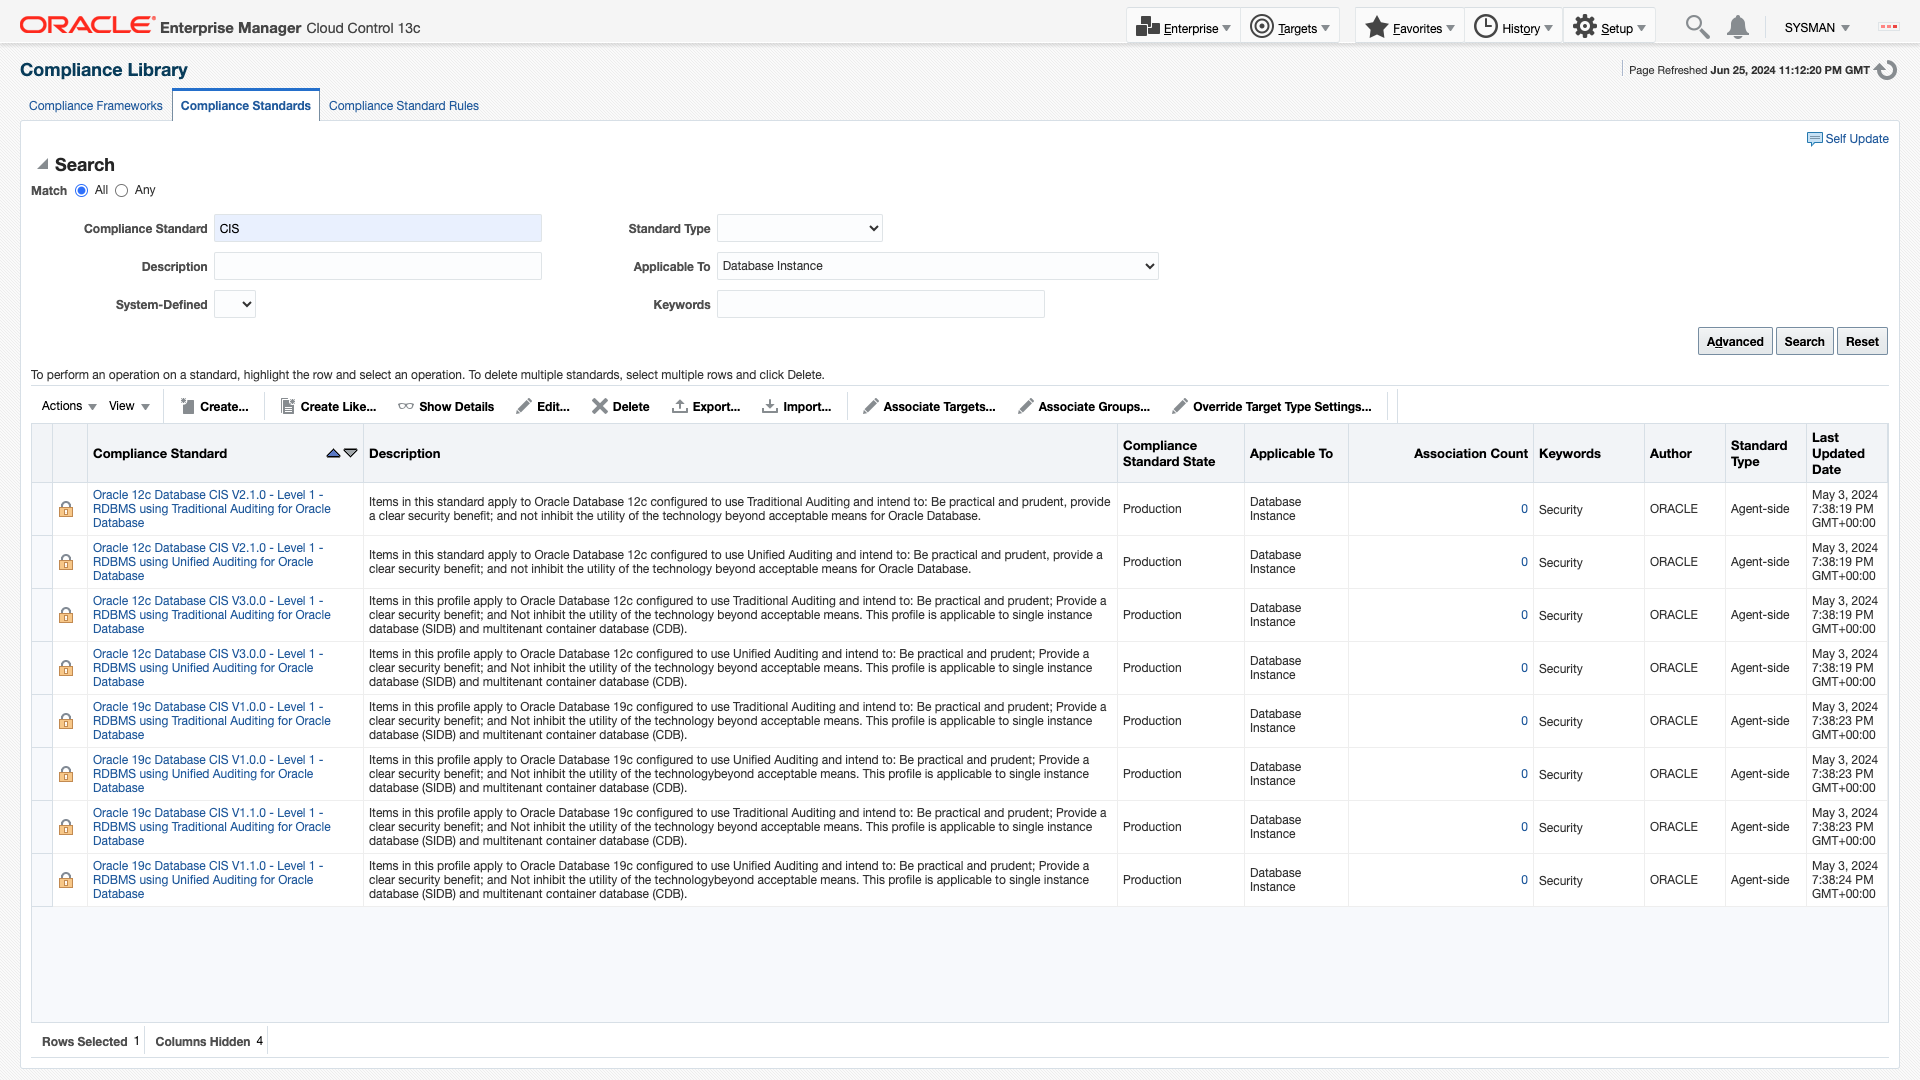 ORACLE Enterprise Manager Cloud Control 13c
Enterprise
Targets
Favorites
History
Setup
SYSMAN
Compliance Library
Page Refreshed Jun 25, 2024 11:12:20 PM GMT
Compliance Frameworks
Compliance Standards
Compliance Standard Rules
Self Update
Search
Match All Any
Compliance Standard CIS
Standard Type
Description
Applicable To Database Instance
System-Defined
Keywords
Advanced
Search
Reset
To perform an operation on a standard, highlight the row and select an operation. To delete multiple standards, select multiple rows and click Delete.
Actions
View
Create...
Create Like...
Show Details
Edit...
Delete
Export...
Import...
Associate Targets...
Associate Groups...
Override Target Type Settings...
Compliance Standard
Description
Compliance
Standard State
Applicable To
Association Count
Keywords
Author
Standard
Type
Last
Updated
Date
Oracle 12c Database CIS V2.1.0 - Level 1 -
RDBMS using Traditional Auditing for Oracle
Database
Items in this standard apply to Oracle Database 12c configured to use Traditional Auditing and intend to: Be practical and prudent, provide
a clear security benefit; and not inhibit the utility of the technology beyond acceptable means for Oracle Database.
Production
Database
Instance
0
Security
ORACLE
Agent-side
May 3, 2024
7:38:19 PM
GMT+00:00
Oracle 12c Database CIS V2.1.0 - Level 1 -
RDBMS using Unified Auditing for Oracle
Database
Items in this standard apply to Oracle Database 12c configured to use Unified Auditing and intend to: Be practical and prudent, provide a
clear security benefit; and not inhibit the utility of the technology beyond acceptable means for Oracle Database.
Production
Database
Instance
0
Security
ORACLE
Agent-side
May 3, 2024
7:38:19 PM
GMT+00:00
Oracle 12c Database CIS V3.0.0 - Level 1 -
RDBMS using Traditional Auditing for Oracle
Database
Items in this profile apply to Oracle Database 12c configured to use Traditional Auditing and intend to: Be practical and prudent; Provide a
clear security benefit; and Not inhibit the utility of the technology beyond acceptable means. This profile is applicable to single instance
database (SIDB) and multitenant container database (CDB).
Production
Database
Instance
0
Security
ORACLE
Agent-side
May 3, 2024
7:38:19 PM
GMT+00:00
Oracle 12c Database CIS V3.0.0 - Level 1 -
RDBMS using Unified Auditing for Oracle
Database
Items in this profile apply to Oracle Database 12c configured to use Unified Auditing and intend to: Be practical and prudent; Provide a
clear security benefit; and Not inhibit the utility of the technology beyond acceptable means. This profile is applicable to single instance
database (SIDB) and multitenant container database (CDB).
Production
Database
Instance
0
Security
ORACLE
Agent-side
May 3, 2024
7:38:19 PM
GMT+00:00
Oracle 19c Database CIS V1.0.0 - Level 1 -
RDBMS using Traditional Auditing for Oracle
Database
Items in this profile apply to Oracle Database 19c configured to use Traditional Auditing and intend to: Be practical and prudent; Provide a
clear security benefit; and Not inhibit the utility of the technology beyond acceptable means. This profile is applicable to single instance
database (SIDB) and multitenant container database (CDB).
Production
Database
Instance
0
Security
ORACLE
Agent-side
May 3, 2024
7:38:23 PM
GMT+00:00
Oracle 19c Database CIS V1.0.0 - Level 1 -
RDBMS using Unified Auditing for Oracle
Database
Items in this profile apply to Oracle Database 19c configured to use Unified Auditing and intend to: Be practical and prudent; Provide a
clear security benefit; and Not inhibit the utility of the technologybeyond acceptable means. This profile is applicable to single instance
database (SIDB) and multitenant container database (CDB).
Production
Database
Instance
0
Security
ORACLE
Agent-side
May 3, 2024
7:38:23 PM
GMT+00:00
Oracle 19c Database CIS V1.1.0 - Level 1 -
RDBMS using Traditional Auditing for Oracle
Database
Items in this profile apply to Oracle Database 19c configured to use Traditional Auditing and intend to: Be practical and prudent; Provide a
clear security benefit; and Not inhibit the utility of the technology beyond acceptable means. This profile is applicable to single instance
database (SIDB) and multitenant container database (CDB).
Production
Database
Instance
0
Security
ORACLE
Agent-side
May 3, 2024
7:38:23 PM
GMT+00:00
Oracle 19c Database CIS V1.1.0 - Level 1 -
RDBMS using Unified Auditing for Oracle
Database
Items in this profile apply to Oracle Database 19c configured to use Unified Auditing and intend to: Be practical and prudent; Provide a
clear security benefit; and Not inhibit the utility of the technologybeyond acceptable means. This profile is applicable to single instance
database (SIDB) and multitenant container database (CDB).
Production
Database
Instance
0
Security
ORACLE
Agent-side
May 3, 2024
7:38:24 PM
GMT+00:00
Rows Selected 1
Columns Hidden 4